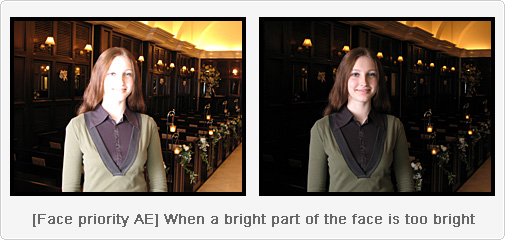 [Face priority AE] When a bright part of the face is too bright